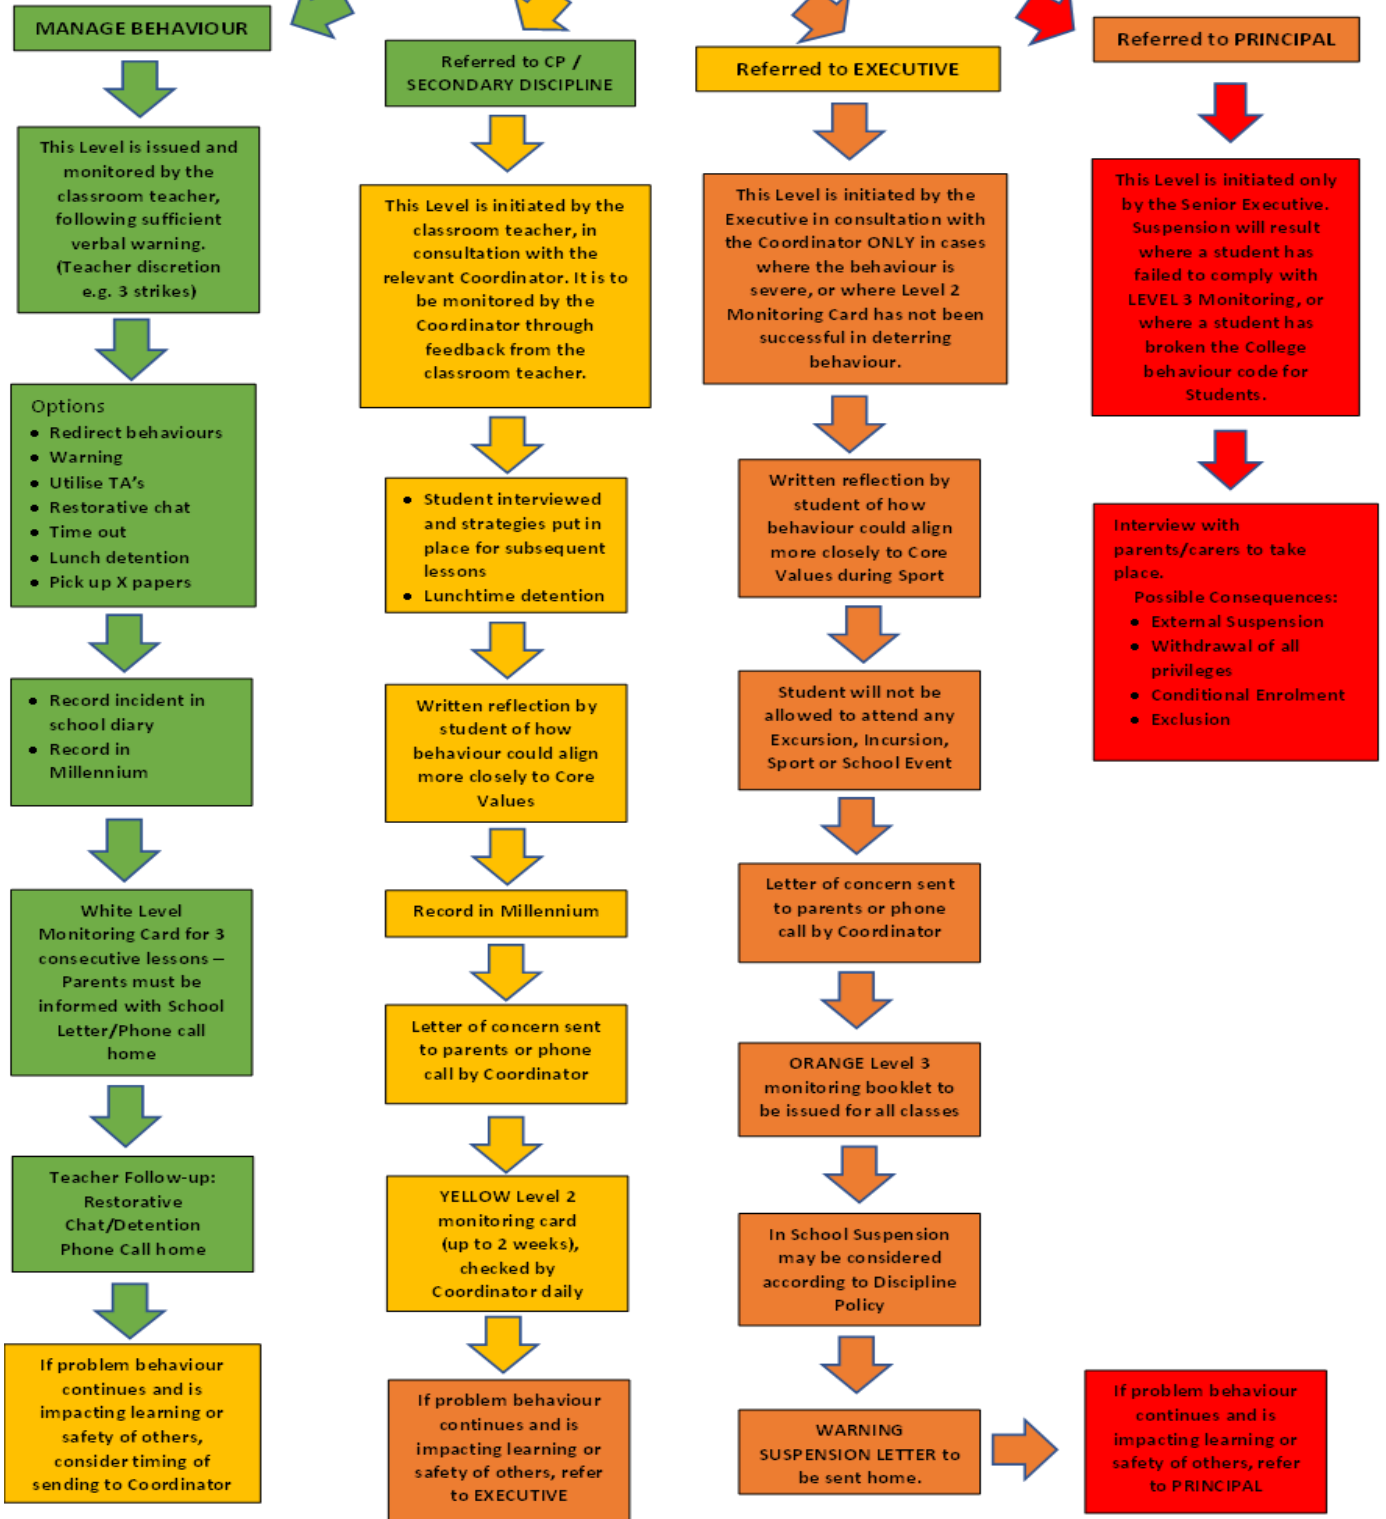 MANAGE BEHAVIOUR
This Level is issued and
monitored by the
classroom teacher,
following sufficient
verbal warning.
(Teacher discretion
e.g. 3 strikes)
Options
• Redirect behaviours
• Warning
• Utilise TA's
• Restorative chat
• Time out
• Lunch detention
• Pick up X papers
• Record incident in
school diary
• Record in
Millennium
White Level
Monitoring Card for 3
consecutive lessons –
Parents must be
informed with School
Letter/Phone call
home
Teacher Follow-up:
Restorative
Chat/Detention
Phone Call home
If problem behaviour
continues and is
impacting learning or
safety of others,
consider timing of
sending to Coordinator
Referred to CP /
SECONDARY DISCIPLINE
This Level is initiated by the
classroom teacher, in
consultation with the
relevant Coordinator. It is to
be monitored by the
Coordinator through
feedback from the
classroom teacher.
• Student interviewed
and strategies put in
place for subsequent
lessons
• Lunchtime detention
Written reflection by
student of how
behaviour could align
more closely to Core
Values
Record in Millennium
Letter of concern sent
to parents or phone
call by Coordinator
YELLOW Level 2
monitoring card
(up to 2 weeks),
checked by
Coordinator daily
If problem behaviour
continues and is
impacting learning or
safety of others, refer
to EXECUTIVE
Referred to EXECUTIVE
This Level is initiated by the
Executive in consultation with
the Coordinator ONLY in cases
where the behaviour is
severe, or where Level 2
Monitoring Card has not been
successful in deterring
behaviour.
Written reflection by
student of how
behaviour could align
more closely to Core
Values during Sport
Student will not be
allowed to attend any
Excursion, Incursion,
Sport or School Event
Letter of concern sent
to parents or phone
call by Coordinator
ORANGE Level 3
monitoring booklet to
be issued for all classes
In School Suspension
may be considered
according to Discipline
Policy
WARNING
SUSPENSION LETTER to
be sent home.
Referred to PRINCIPAL
This Level is initiated only
by the Senior Executive.
Suspension will result
where a student has
failed to comply with
LEVEL 3 Monitoring, or
where a student has
broken the College
behaviour code for
Students.
Interview with
parents/carers to take
place.
Possible Consequences:
• External Suspension
• Withdrawal of all
privileges
• Conditional Enrolment
• Exclusion
If problem behaviour
continues and is
impacting learning or
safety of others, refer
to PRINCIPAL